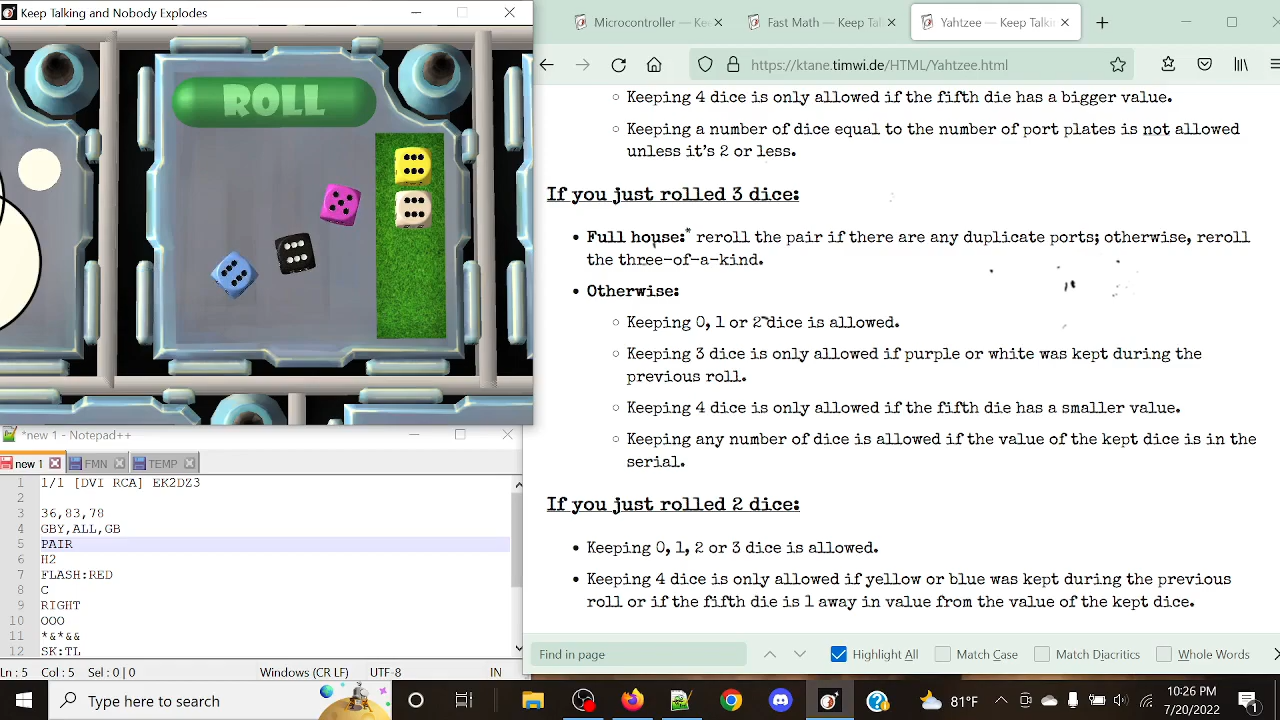 Keep Talking and Nobody Explodes
ROLL
Microcontroller — Ke
Fast Math — Keep Tal
Yahtzee — Keep Talki
https://ktane.timwi.de/HTML/Yahtzee.html
Keeping 4 dice is only allowed if the fifth die has a bigger value.
Keeping a number of dice equal to the number of port plates is not allowed
unless it's 2 or less.
If you just rolled 3 dice:
Full house:* reroll the pair if there are any duplicate ports; otherwise, reroll
the three-of-a-kind.
Otherwise:
Keeping 0, 1 or 2 dice is allowed.
Keeping 3 dice is only allowed if purple or white was kept during the
previous roll.
Keeping 4 dice is only allowed if the fifth die has a smaller value.
Keeping any number of dice is allowed if the value of the kept dice is in the
serial.
If you just rolled 2 dice:
Keeping 0, 1, 2 or 3 dice is allowed.
Keeping 4 dice is only allowed if yellow or blue was kept during the previous
roll or if the fifth die is 1 away in value from the value of the kept dice.
Find in page
Highlight All
Match Case
Match Diacritics
Whole Words
*new 1 - Notepad++
new 1
FMN
TEMP
1 1/1 [DVI RCA] EK2DZ3
2
3 36,83,78
4 GBY,ALL,GB
5 PAIR
6 H2
7 FLASH:RED
8 C
9 RIGHT
10 OOO
11 *&*&&
12 SK:TL
Ln : 5 Col : 5 Sel : 0 | 0
Windows (CR LF)
UTF-8
IN
Type here to search
81°F
10:26 PM
7/20/2022
1